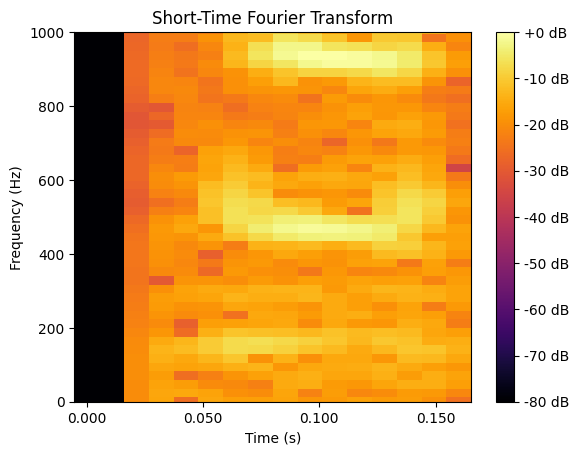 Short-Time Fourier Transform
1000
800
600
400
200
0
Frequency (Hz)
0.000
0.050
0.100
0.150
Time (s)
+0 dB
-10 dB
-20 dB
-30 dB
-40 dB
-50 dB
-60 dB
-70 dB
-80 dB